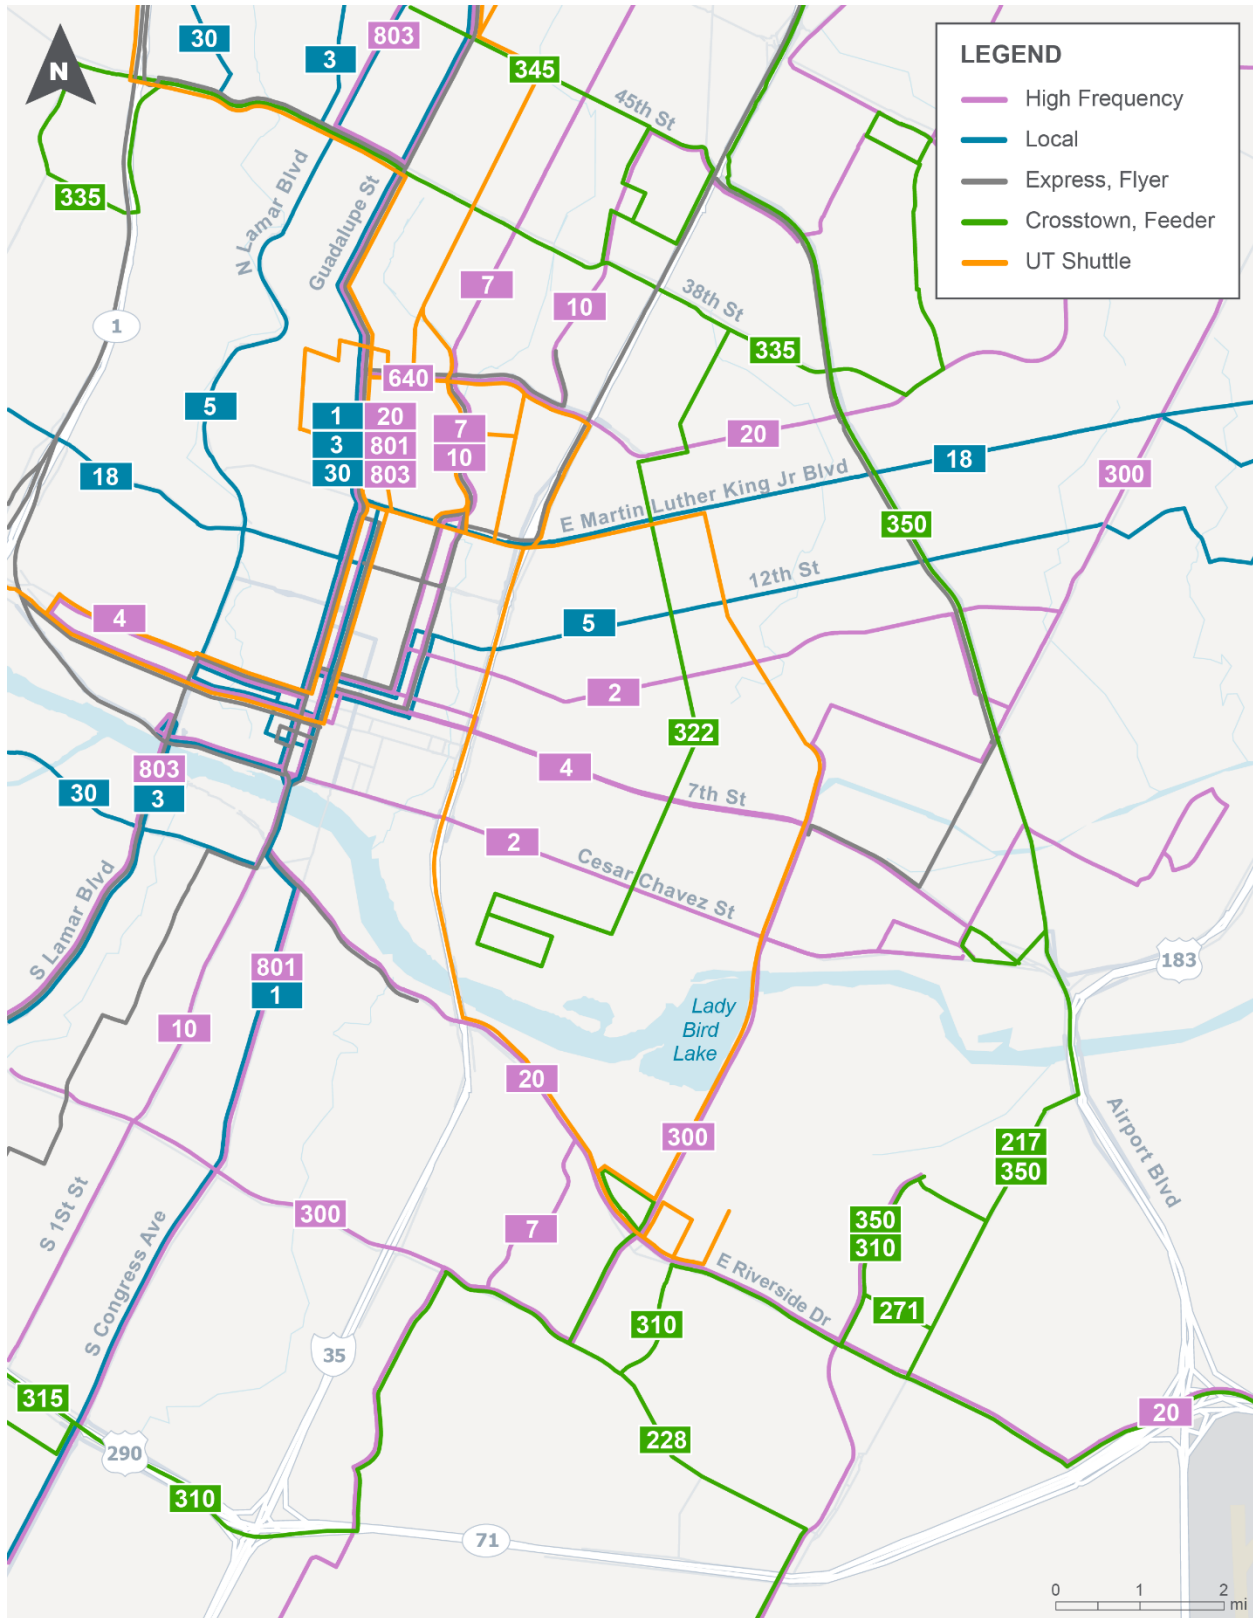 30
3
803
345
LEGEND
High Frequency
Local
Express, Flyer
Crosstown, Feeder
UT Shuttle
N
45th St
335
N Lamar Blvd
Guadalupe St
7
10
38th St
1
335
640
5
1 20
3 801
30 803
7
10
20
18
18
300
E Martin Luther King Jr Blvd
350
12th St
4
5
2
322
803
3
30
4
7th St
2
Cesar Chavez St
S Lamar Blvd
801
1
183
10
Lady
Bird
Lake
20
300
217
350
Airport Blvd
S 1St St
300
7
350
310
S Congress Ave
E Riverside Dr
310
271
35
315
290
228
20
310
71
0 1 2
mi